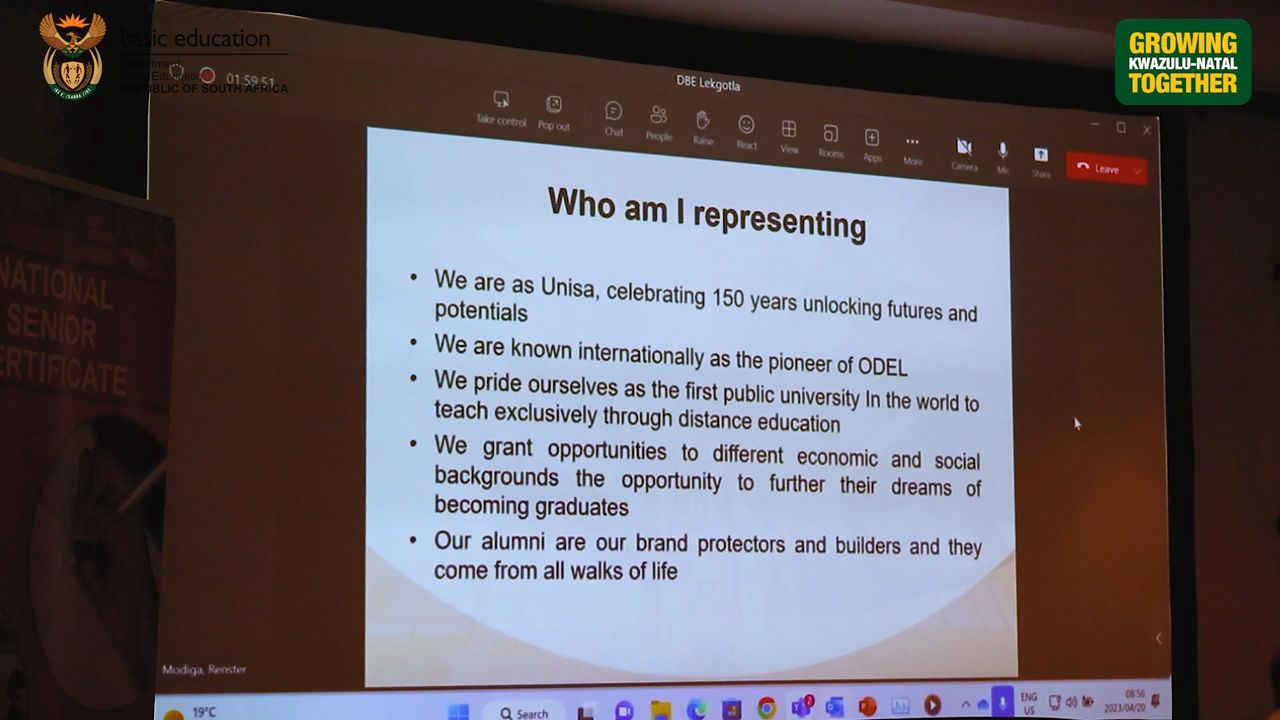 basic education
Department:
Basic Education
REPUBLIC OF SOUTH AFRICA
GROWING
KWAZULU-NATAL
TOGETHER
01:59:51
DBE Lekgotla
Take control
Pop out
Chat
People
Raise
React
View
Rooms
Apps
More
Camera
Mic
Share
Leave
Who am I representing
• We are as Unisa, celebrating 150 years unlocking futures and
potentials
• We are known internationally as the pioneer of ODEL
• We pride ourselves as the first public university In the world to
teach exclusively through distance education
• We grant opportunities to different economic and social
backgrounds the opportunity to further their dreams of
becoming graduates
• Our alumni are our brand protectors and builders and they
come from all walks of life
NATIONAL
SENIOR
ERTIFICATE
Modiga, Renster
19°C
Search
2
ENG
US
08:56
2023/04/20